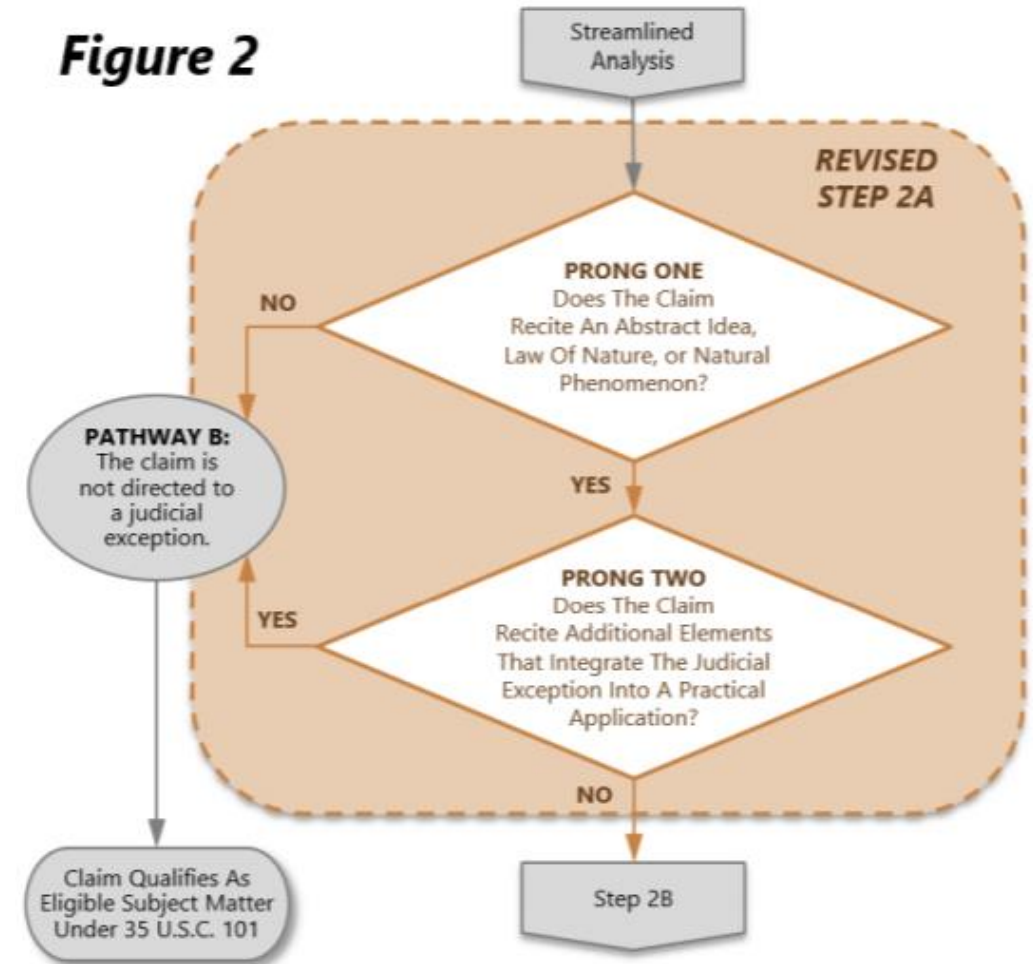 Figure 2
Streamlined
Analysis
REVISED
STEP 2A
PRONG ONE
Does The Claim
Recite An Abstract Idea,
Law Of Nature, or Natural
Phenomenon?
NO
YES
PATHWAY B:
The claim is
not directed to
a judicial
exception.
PRONG TWO
Does The Claim
Recite Additional Elements
That Integrate The Judicial
Exception Into A Practical
Application?
YES
NO
Claim Qualifies As
Eligible Subject Matter
Under 35 U.S.C. 101
Step 2B